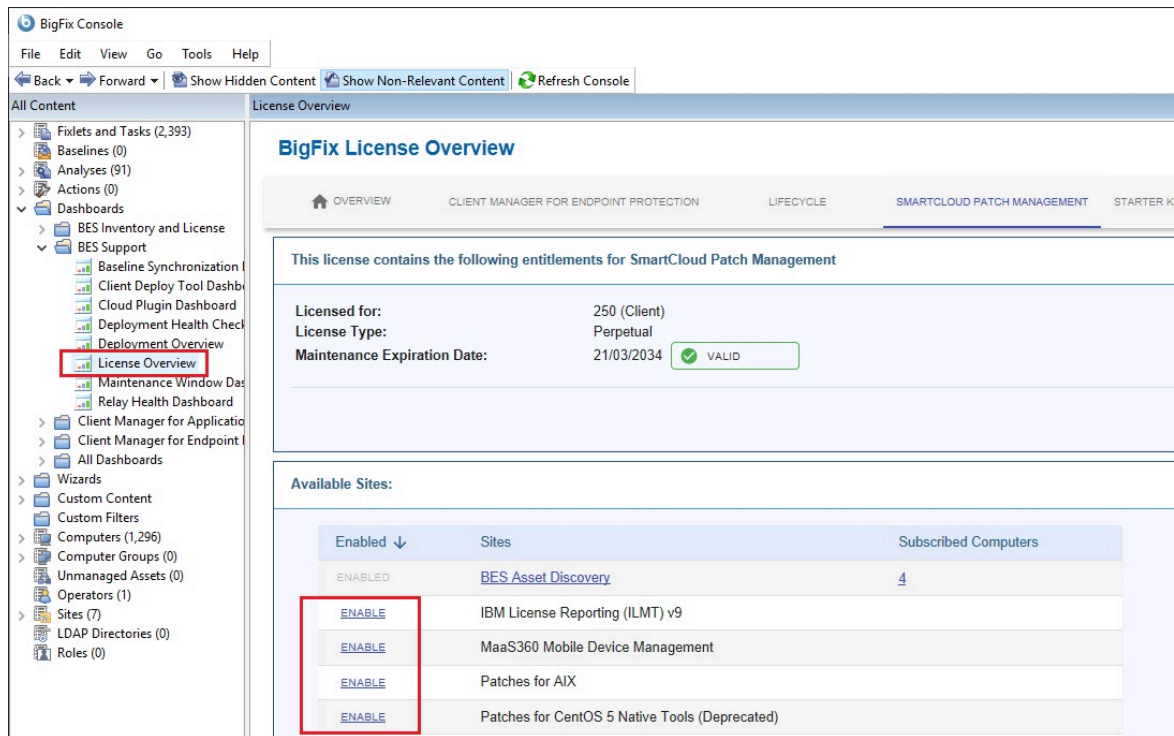 BigFix Console
File Edit View Go Tools Help
Back Forward Show Hidden Content Show Non-Relevant Content Refresh Console
All Content
Fixlets and Tasks (2,393)
Baselines (0)
Analyses (91)
Actions (0)
Dashboards
BES Inventory and License
BES Support
Baseline Synchronization
Client Deploy Tool Dashb
Cloud Plugin Dashboard
Deployment Health Check
Deployment Overview
License Overview
Maintenance Window Das
Relay Health Dashboard
Client Manager for Applicatio
Client Manager for Endpoint
All Dashboards
Wizards
Custom Content
Custom Filters
Computers (1,296)
Computer Groups (0)
Unmanaged Assets (0)
Operators (1)
Sites (7)
LDAP Directories (0)
Roles (0)
License Overview
BigFix License Overview
OVERVIEW CLIENT MANAGER FOR ENDPOINT PROTECTION LIFECYCLE SMARTCLOUD PATCH MANAGEMENT STARTER K
This license contains the following entitlements for SmartCloud Patch Management
Licensed for: 250 (Client)
License Type: Perpetual
Maintenance Expiration Date: 21/03/2034 VALID
Available Sites:
Enabled ↓ Sites Subscribed Computers
ENABLED BES Asset Discovery 4
ENABLE IBM License Reporting (ILMT) v9
ENABLE MaaS360 Mobile Device Management
ENABLE Patches for AIX
ENABLE Patches for CentOS 5 Native Tools (Deprecated)